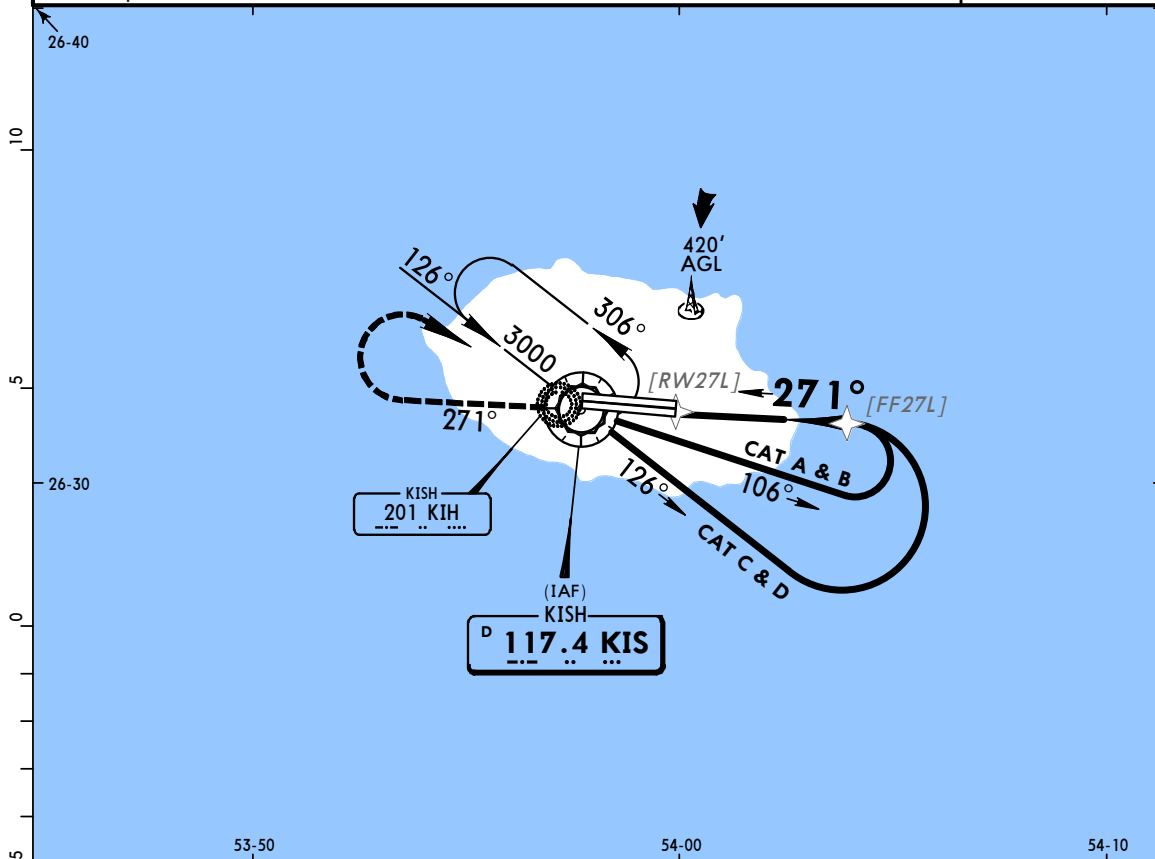 26-40
10
420'
AGL
126°
306°
3000
[RW27L]
271°
[FF27L]
5
271°
CAT A & B
106°
126°
26-30
KISH
201 KIH
CAT C & D
(IAF)
KISH
D 117.4 KIS
0
5
53-50
54-00
54-10